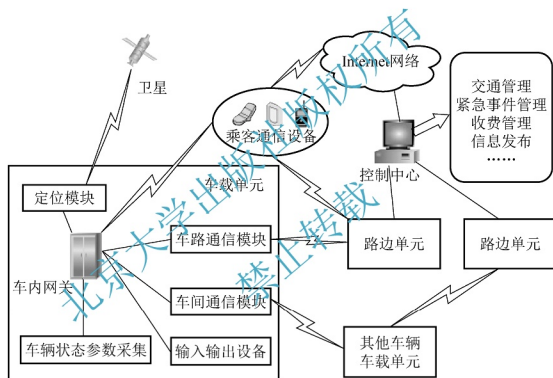 卫星
Internet网络
乘客通信设备
控制中心
交通管理
紧急事件管理
收费管理
信息发布
……
车载单元
定位模块
车内网关
车路通信模块
车间通信模块
车辆状态参数采集
输入输出设备
路边单元
路边单元
其他车辆
车载单元
北京大学出版社版权所有
禁止转载